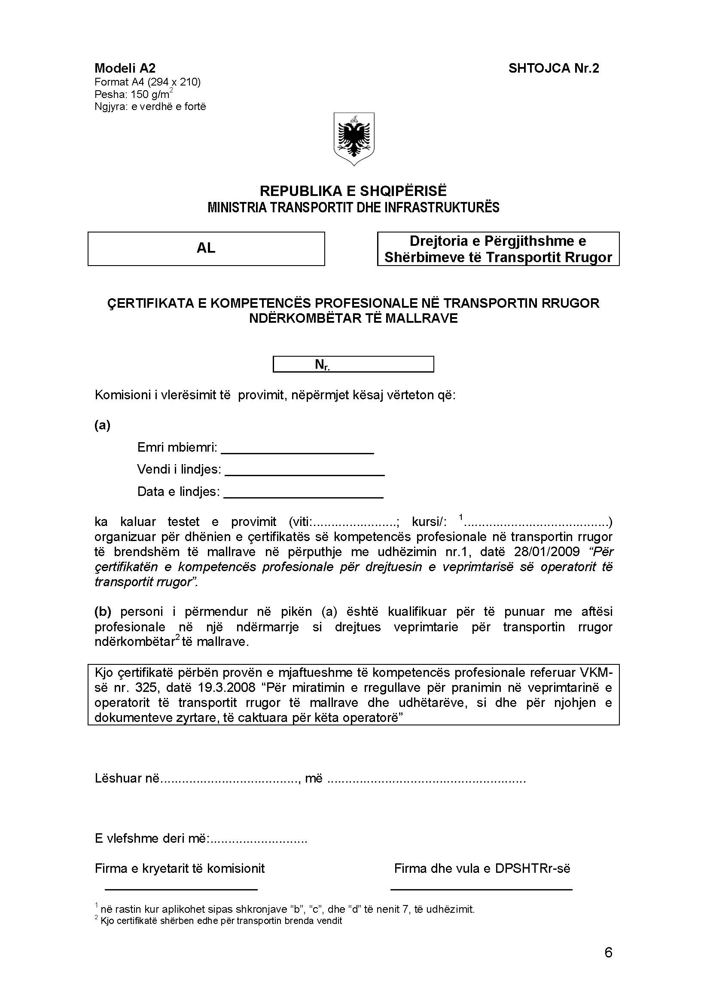 Modeli A2 SHTOJCA Nr.2
Format A4 (294 x 210)
Pesha: 150 g/m²
Ngjyra: e verdhë e fortë
REPUBLIKA E SHQIPËRISË
MINISTRIA TRANSPORTIT DHE INFRASTRUKTURËS
AL
Drejtoria e Përgjithshme e
Shërbimeve të Transportit Rrugor
ÇERTIFIKATA E KOMPETENCËS PROFESIONALE NË TRANSPORTIN RRUGOR
NDËRKOMBËTAR TË MALLRAVE
Nr.
Komisioni i vlerësimit të provimit, nëpërmjet kësaj vërteton që:
(a)
Emri mbiemri: _____________________
Vendi i lindjes: ______________________
Data e lindjes: ______________________
ka kaluar testet e provimit (viti:.......................; kursi/: ¹........................................)
organizuar për dhënien e çertifikatës së kompetencës profesionale në transportin rrugor
të brendshëm të mallrave në përputhje me udhëzimin nr.1, datë 28/01/2009 “Për
çertifikatën e kompetencës profesionale për drejtuesin e veprimtarisë së operatorit të
transportit rrugor”.
(b) personi i përmendur në pikën (a) është kualifikuar për të punuar me aftësi
profesionale në një ndërmarrje si drejtues veprimtarie për transportin rrugor
ndërkombëtar² të mallrave.
Kjo çertifikatë përbën provën e mjaftueshme të kompetencës profesionale referuar VKM-
së nr. 325, datë 19.3.2008 “Për miratimin e rregullave për pranimin në veprimtarinë e
operatorit të transportit rrugor të mallrave dhe udhëtarëve, si dhe për njohjen e
dokumenteve zyrtare, të caktuara për këta operatorë”
Lëshuar në......................................, më .......................................................
E vlefshme deri më:...........................
Firma e kryetarit të komisionit Firma dhe vula e DPSHTRr-së
_____________________ _________________________
¹ në rastin kur aplikohet sipas shkronjave “b”, “c”, dhe “d” të nenit 7, të udhëzimit.
² Kjo certifikatë shërben edhe për transportin brenda vendit
6